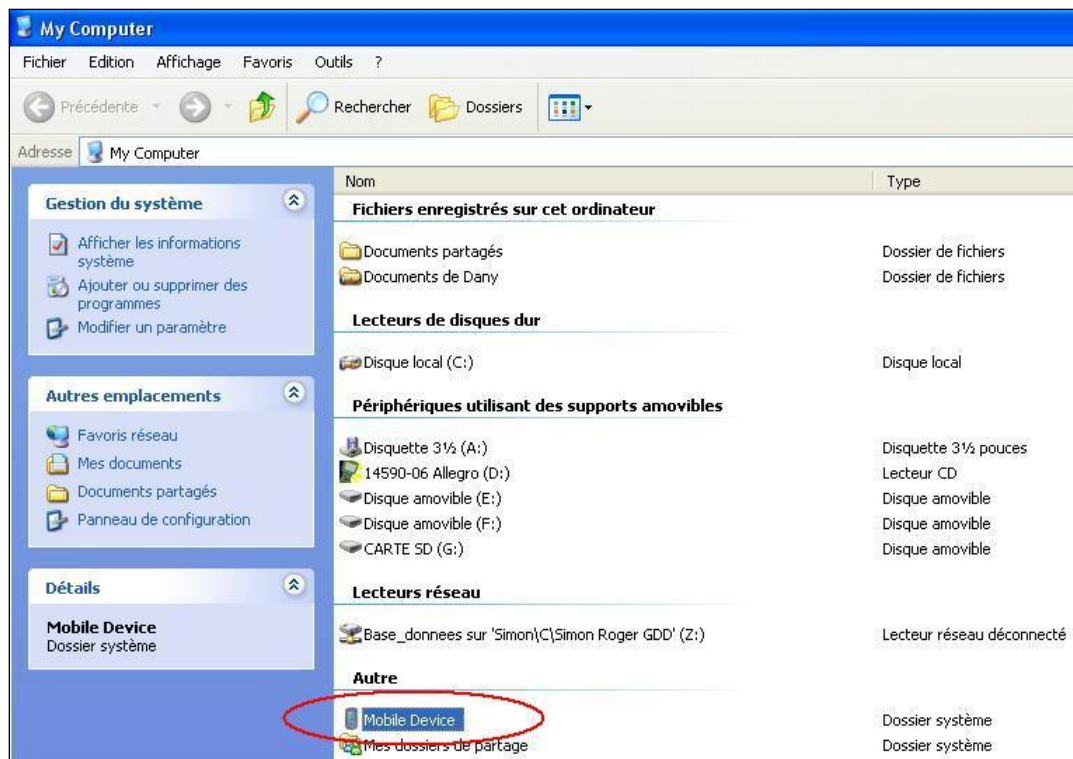 My Computer
Fichier Edition Affichage Favoris Outils ?
Précédente Rechercher Dossiers
Adresse My Computer
Gestion du système
Afficher les informations
système
Ajouter ou supprimer des
programmes
Modifier un paramètre
Autres emplacements
Favoris réseau
Mes documents
Documents partagés
Panneau de configuration
Détails
Mobile Device
Dossier système
Nom Type
Fichiers enregistrés sur cet ordinateur
Documents partagés Dossier de fichiers
Documents de Dany Dossier de fichiers
Lecteurs de disques dur
Disque local (C:) Disque local
Périphériques utilisant des supports amovibles
Disquette 3½ (A:) Disquette 3½ pouces
14590-06 Allegro (D:) Lecteur CD
Disque amovible (E:) Disque amovible
Disque amovible (F:) Disque amovible
CARTE SD (G:) Disque amovible
Lecteurs réseau
Base_donnees sur 'Simon\C\Simon Roger GDD' (Z:) Lecteur réseau déconnecté
Autre
Mobile Device Dossier système
Mes dossiers de partage Dossier système